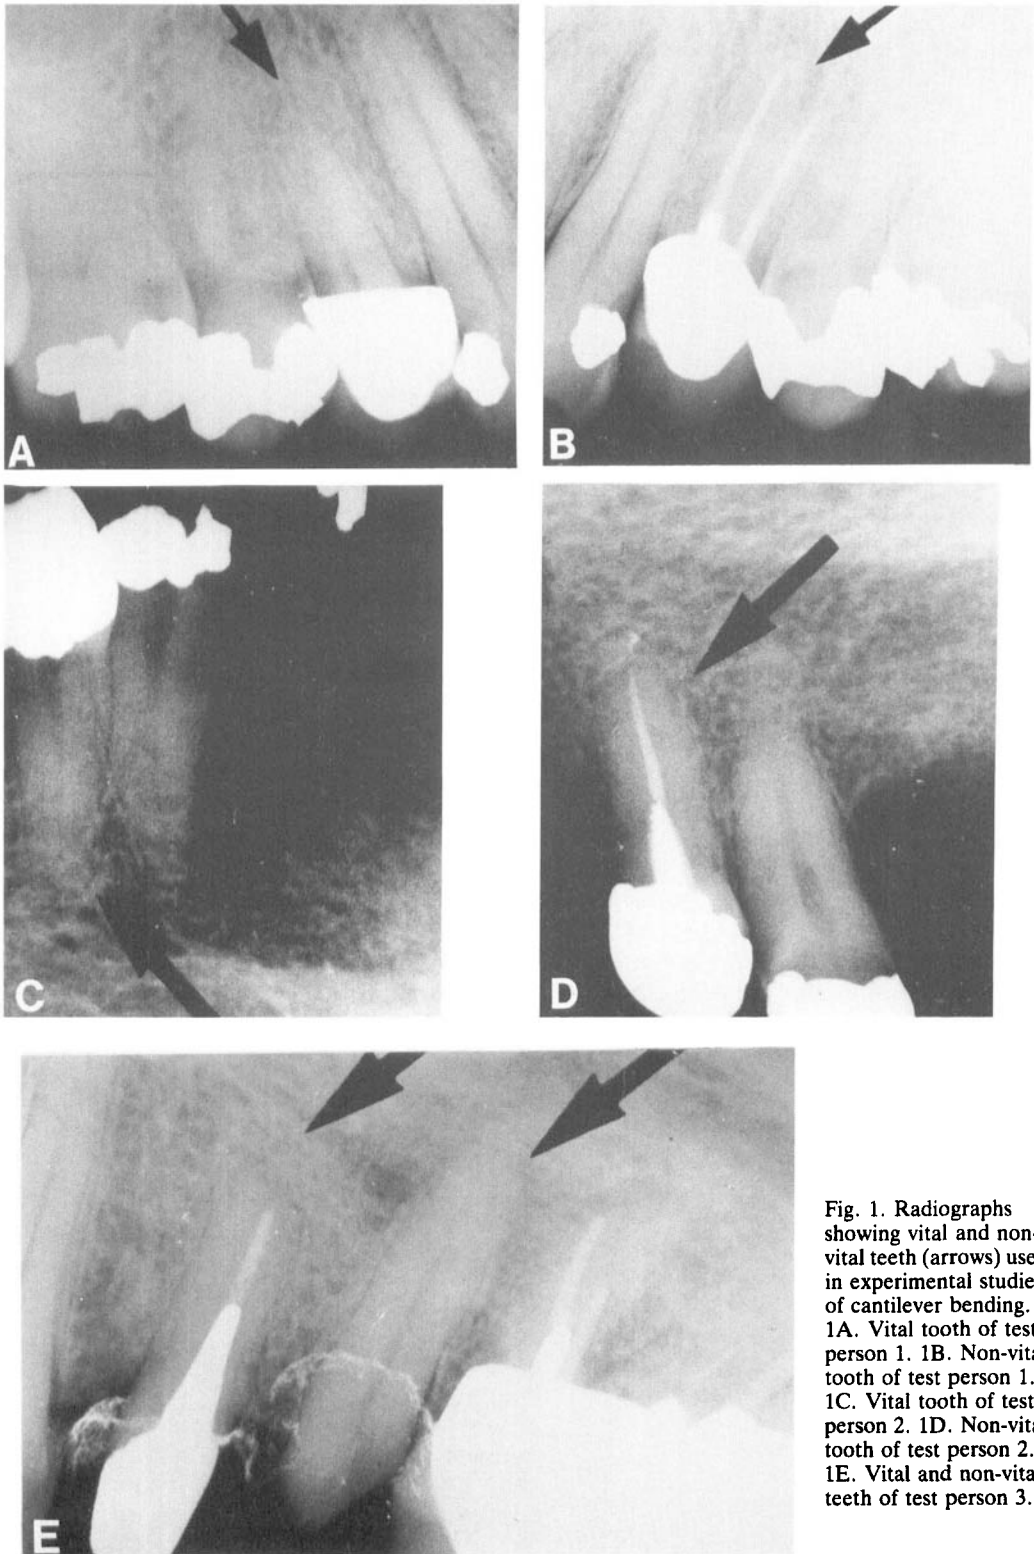 A
B
C
D
E
Fig. 1. Radiographs
showing vital and non-
vital teeth (arrows) use
in experimental studie
of cantilever bending.
1A. Vital tooth of test
person 1. 1B. Non-vita
tooth of test person 1.
1C. Vital tooth of test
person 2. 1D. Non-vita
tooth of test person 2.
1E. Vital and non-vita
teeth of test person 3.